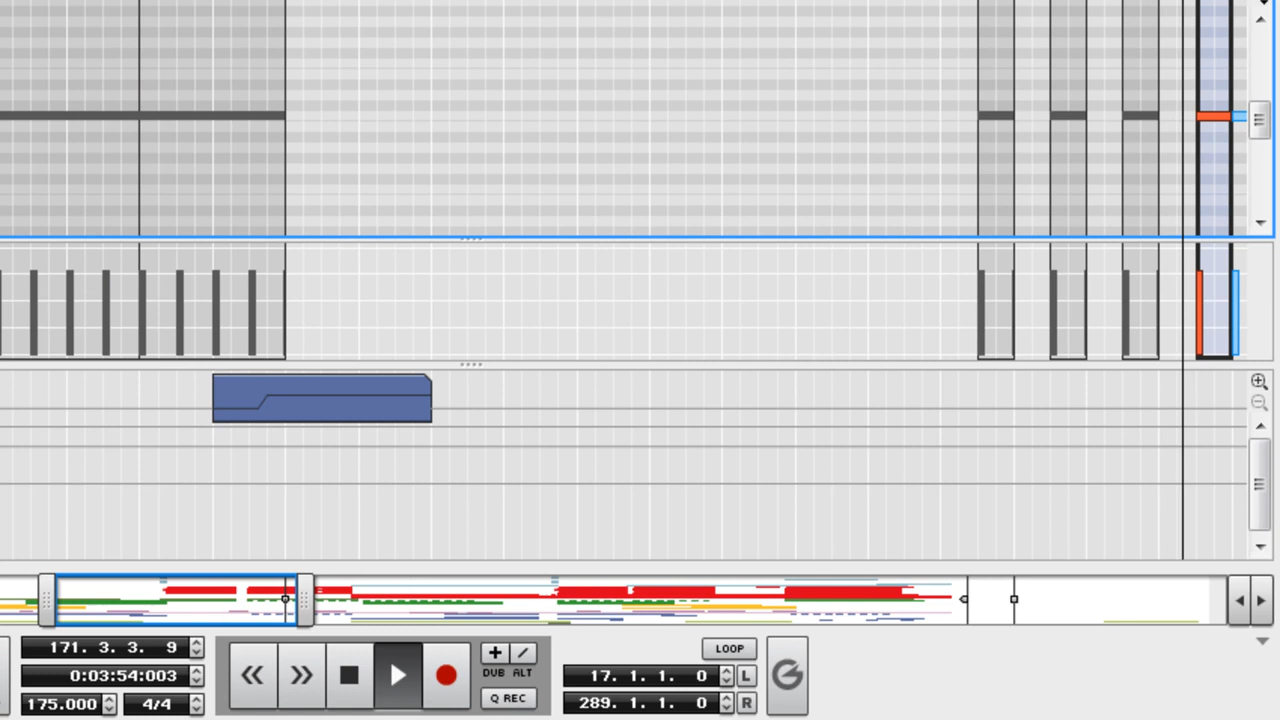 171. 3. 3. 9
0:03:54:003
175.000 4/4
DUB ALT
Q REC
LOOP
17. 1. 1. 0 L
289. 1. 1. 0 R